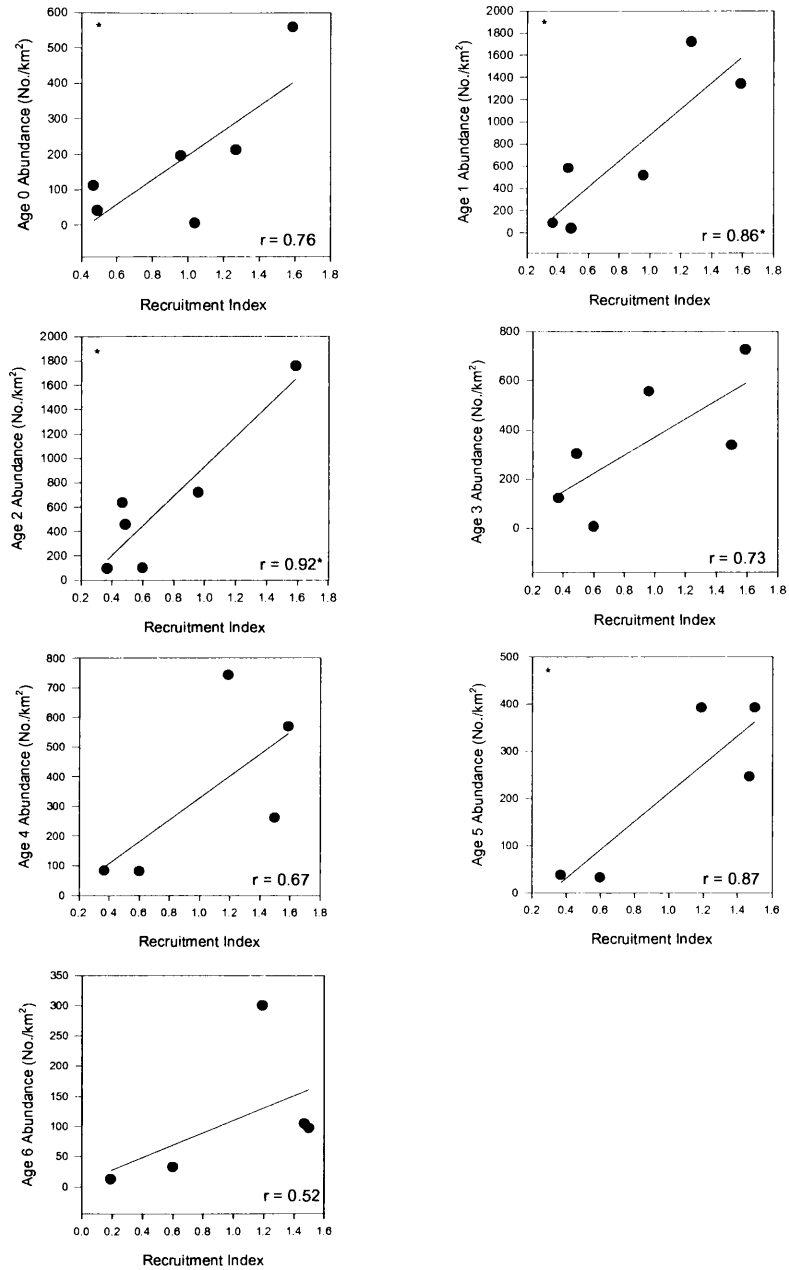 Age 0 Abundance (No./km²)
600
500
400
300
200
100
0
*
r = 0.76
0.2 0.4 0.6 0.8 1.0 1.2 1.4 1.6 1.8
Recruitment Index
Age 1 Abundance (No./km²)
2000
1800
1600
1400
1200
1000
800
600
400
200
0
*
r = 0.86*
0.2 0.4 0.6 0.8 1.0 1.2 1.4 1.6 1.8
Recruitment Index
Age 2 Abundance (No./km²)
2000
1800
1600
1400
1200
1000
800
600
400
200
0
*
r = 0.92*
0.2 0.4 0.6 0.8 1.0 1.2 1.4 1.6 1.8
Recruitment Index
Age 3 Abundance (No./km²)
800
600
400
200
0
r = 0.73
0.2 0.4 0.6 0.8 1.0 1.2 1.4 1.6 1.8
Recruitment Index
Age 4 Abundance (No./km²)
800
700
600
500
400
300
200
100
0
r = 0.67
0.2 0.4 0.6 0.8 1.0 1.2 1.4 1.6 1.8
Recruitment Index
Age 5 Abundance (No./km²)
500
400
300
200
100
0
*
r = 0.87
0.2 0.4 0.6 0.8 1.0 1.2 1.4 1.6
Recruitment Index
Age 6 Abundance (No./km²)
350
300
250
200
150
100
50
0
r = 0.52
0.0 0.2 0.4 0.6 0.8 1.0 1.2 1.4 1.6
Recruitment Index